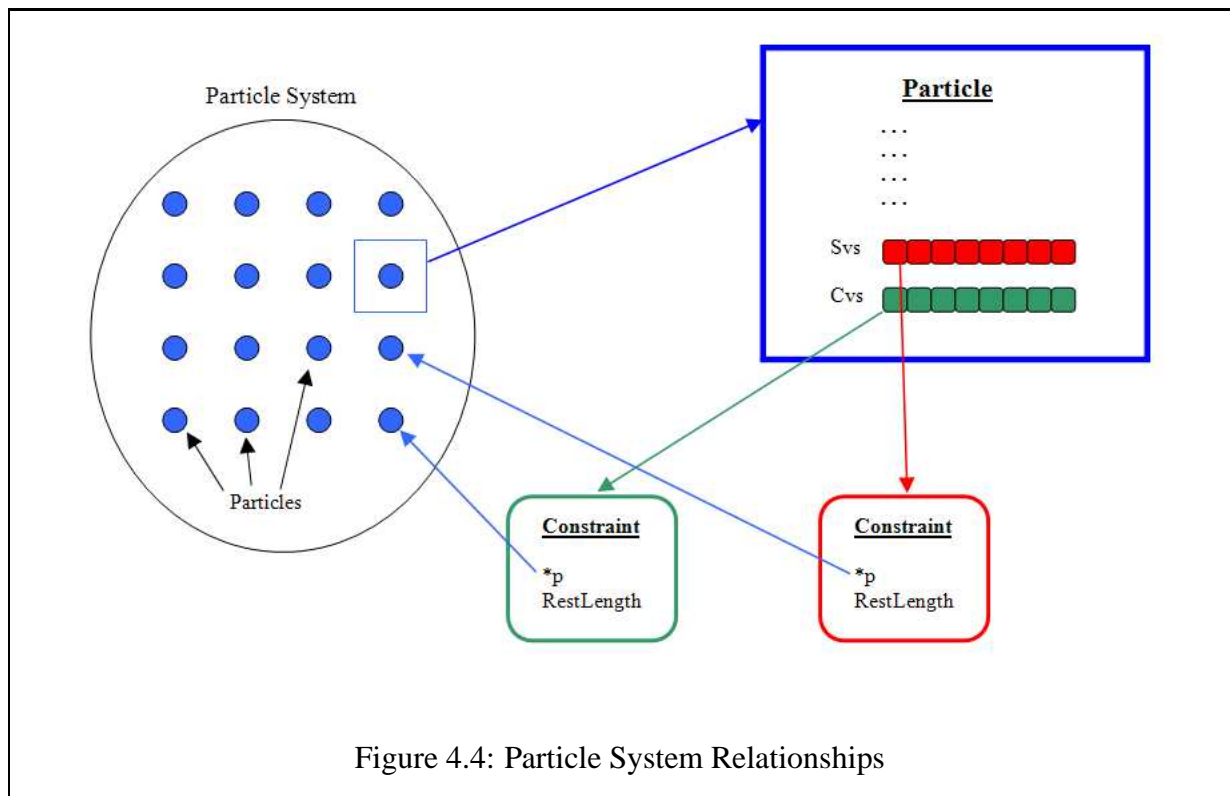 Particle System
Particles
Particle
. . .
. . .
. . .
. . .
Svs
Cvs
Constraint
*p
RestLength
Constraint
*p
RestLength
Figure 4.4: Particle System Relationships